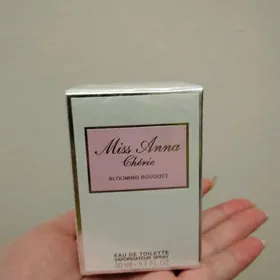 Miss Anna
Chérie
BLOOMING BOUQUET
EAU DE TOILETTE
VAPORISATEUR SPRAY